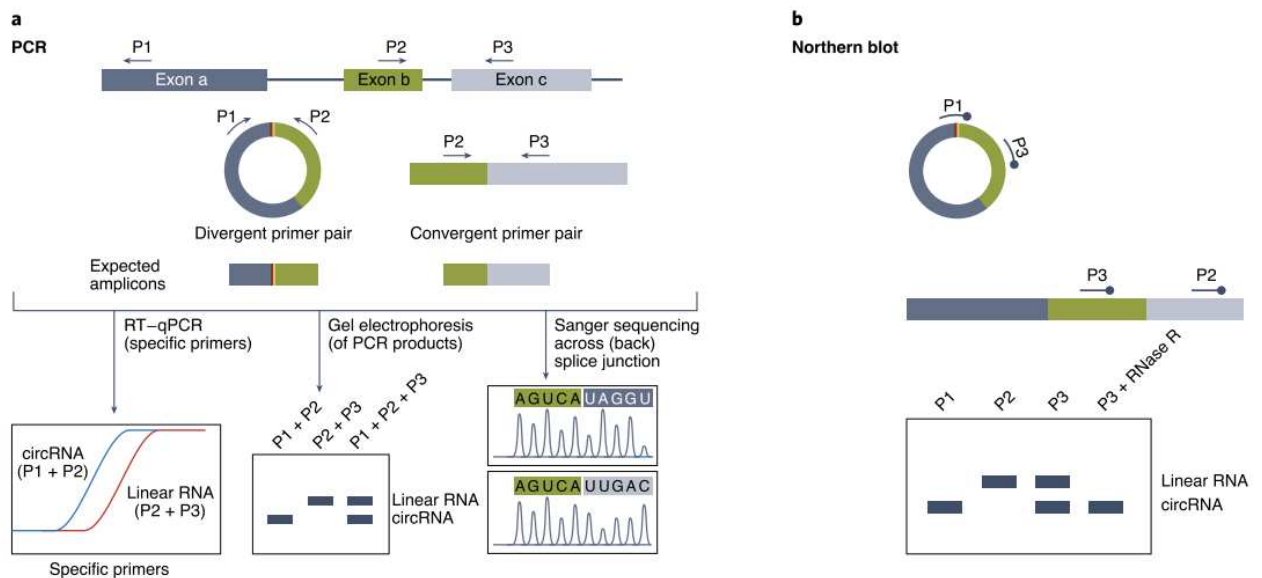 a
PCR
P1
P2
P3
Exon a
Exon b
Exon c
P1
P2
P2
P3
Divergent primer pair
Convergent primer pair
Expected
amplicons
RT–qPCR
(specific primers)
Gel electrophoresis
(of PCR products)
Sanger sequencing
across (back)
splice junction
circRNA
(P1 + P2)
Linear RNA
(P2 + P3)
Specific primers
P1 + P2
P2 + P3
P1 + P2 + P3
Linear RNA
circRNA
AGUCA UAGGU
AGUCA UUGAC
b
Northern blot
P1
P3
P3
P2
P1
P2
P3
P3 + RNase R
Linear RNA
circRNA